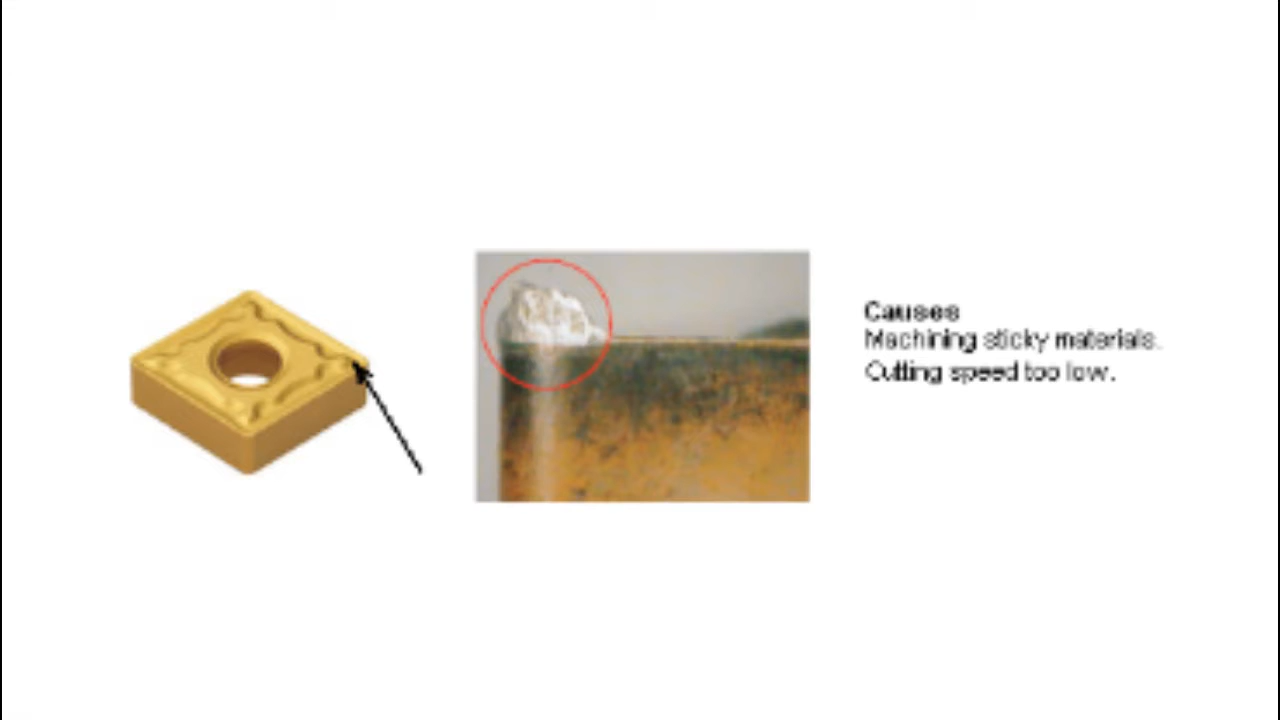 Causes
Machining sticky materials.
Cutting speed too low.